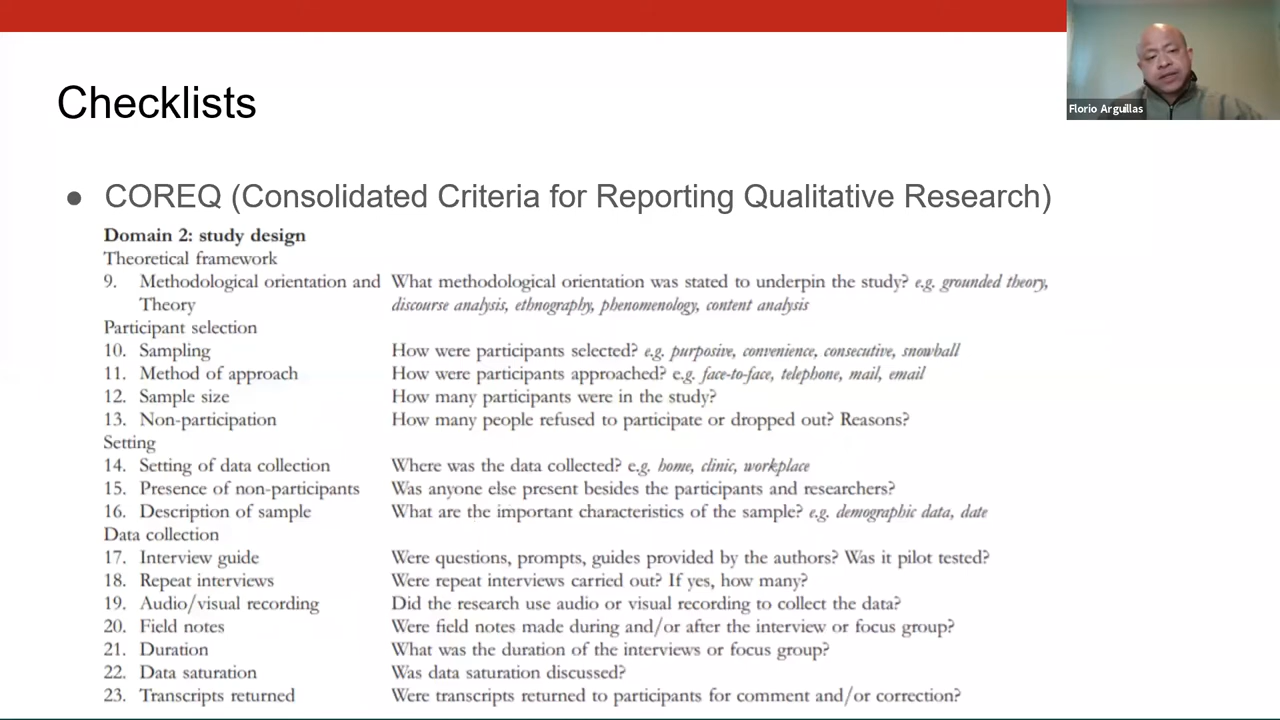 Checklists
Florio Arguillas
● COREQ (Consolidated Criteria for Reporting Qualitative Research)
Domain 2: study design
Theoretical framework
9. Methodological orientation and What methodological orientation was stated to underpin the study? e.g. grounded theory,
Theory discourse analysis, ethnography, phenomenology, content analysis
Participant selection
10. Sampling How were participants selected? e.g. purposive, convenience, consecutive, snowball
11. Method of approach How were participants approached? e.g. face-to-face, telephone, mail, email
12. Sample size How many participants were in the study?
13. Non-participation How many people refused to participate or dropped out? Reasons?
Setting
14. Setting of data collection Where was the data collected? e.g. home, clinic, workplace
15. Presence of non-participants Was anyone else present besides the participants and researchers?
16. Description of sample What are the important characteristics of the sample? e.g. demographic data, date
Data collection
17. Interview guide Were questions, prompts, guides provided by the authors? Was it pilot tested?
18. Repeat interviews Were repeat interviews carried out? If yes, how many?
19. Audio/visual recording Did the research use audio or visual recording to collect the data?
20. Field notes Were field notes made during and/or after the interview or focus group?
21. Duration What was the duration of the interviews or focus group?
22. Data saturation Was data saturation discussed?
23. Transcripts returned Were transcripts returned to participants for comment and/or correction?